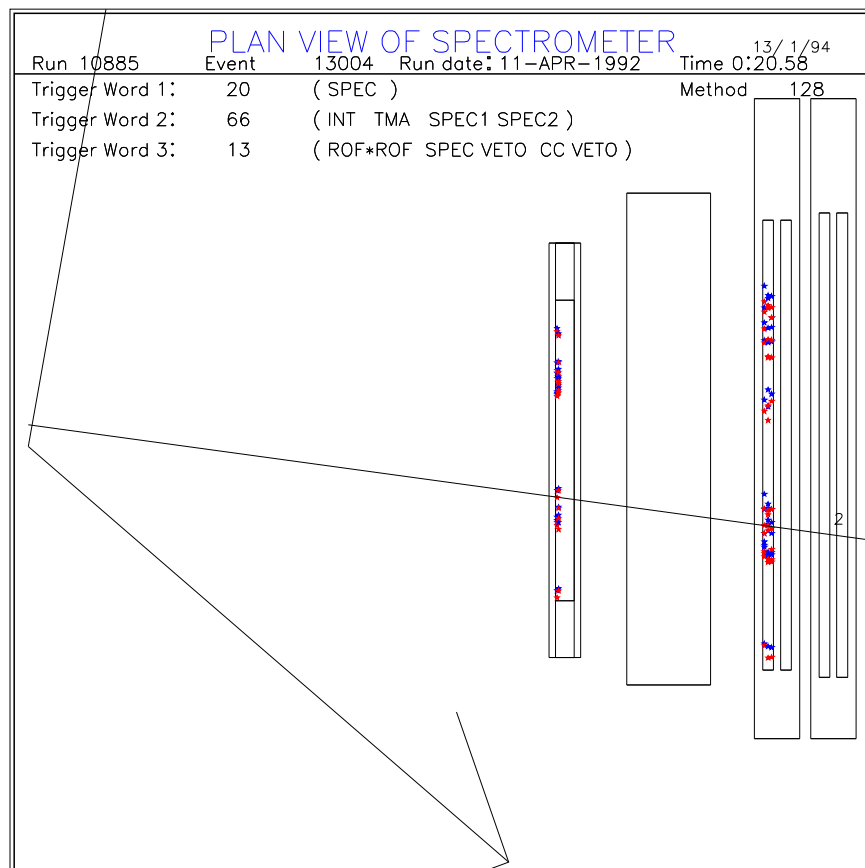 PLAN VIEW OF SPECTROMETER
13/ 1/94
Run 10885 Event 13004 Run date: 11-APR-1992 Time 0:20.58
Trigger Word 1: 20 ( SPEC ) Method 128
Trigger Word 2: 66 ( INT TMA SPEC1 SPEC2 )
Trigger Word 3: 13 ( ROF*ROF SPEC VETO CC VETO )
2